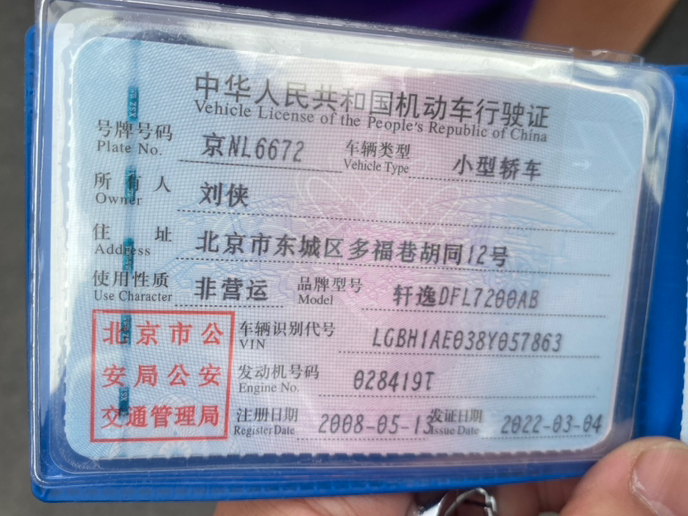 中华人民共和国机动车行驶证
Vehicle License of the People's Republic of China
号牌号码 京NL6672 车辆类型 小型轿车
Plate No. Vehicle Type
所有人 刘侠
Owner
住址 北京市东城区多福巷胡同12号
Address
使用性质 非营运 品牌型号 轩逸DFL7200AB
Use Character Model
北京市公安局公安交通管理局
车辆识别代号 LGBH1AE038Y057863
VIN
发动机号码 028419T
Engine No.
注册日期 2008-05-13 发证日期 2022-03-04
Register Date Issue Date